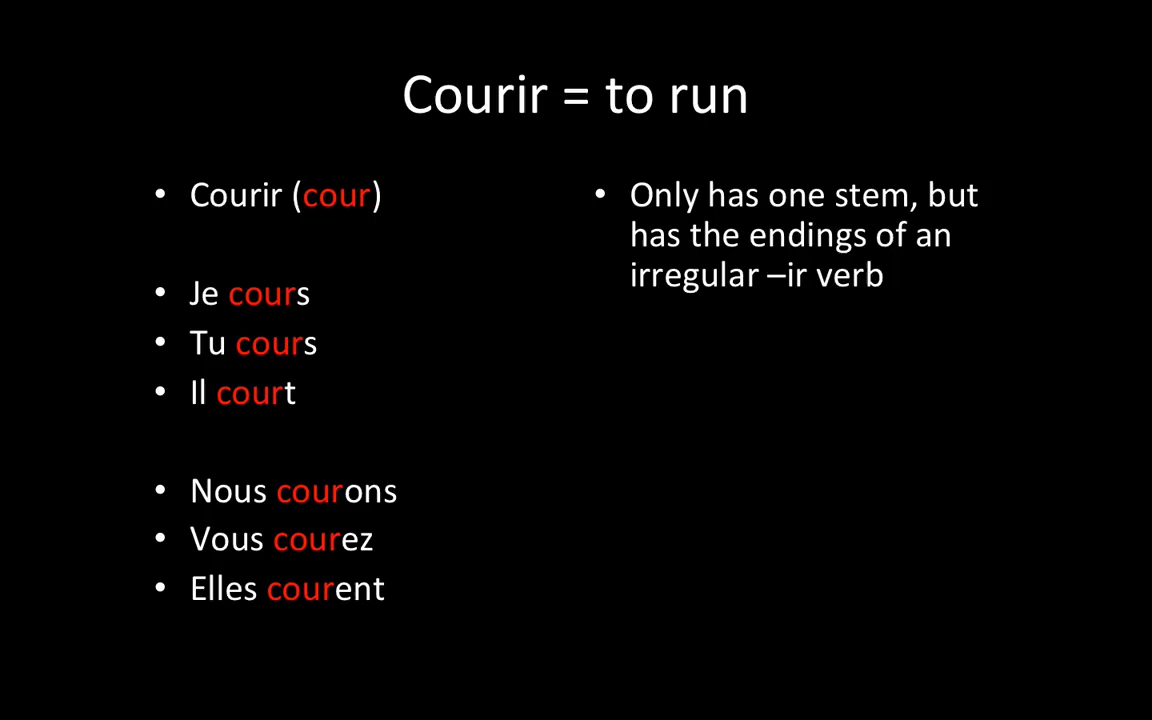 Courir = to run
• Courir (cour)
• Je cours
• Tu cours
• Il court
• Nous courons
• Vous courez
• Elles courent
• Only has one stem, but
has the endings of an
irregular –ir verb